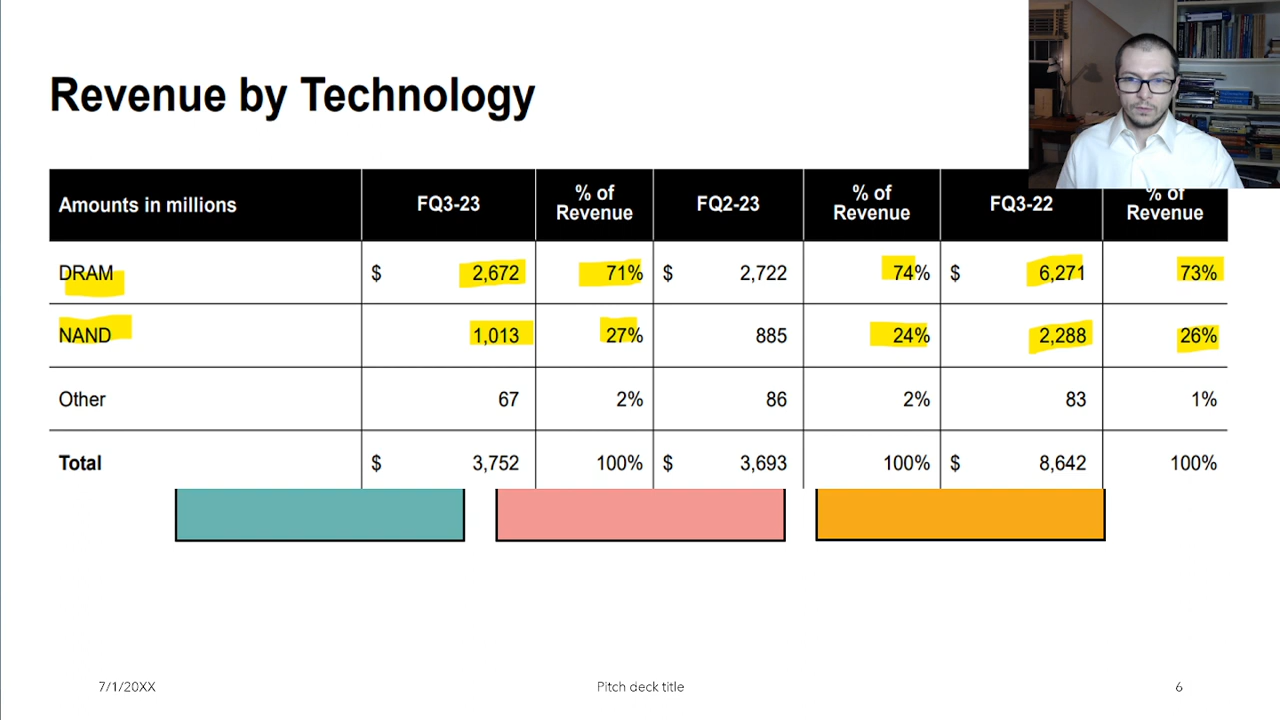 Revenue by Technology
Amounts in millions FQ3-23 % of Revenue FQ2-23 % of Revenue FQ3-22 % of Revenue
DRAM $ 2,672 71% $ 2,722 74% $ 6,271 73%
NAND 1,013 27% 885 24% 2,288 26%
Other 67 2% 86 2% 83 1%
Total $ 3,752 100% $ 3,693 100% $ 8,642 100%
7/1/20XX Pitch deck title 6